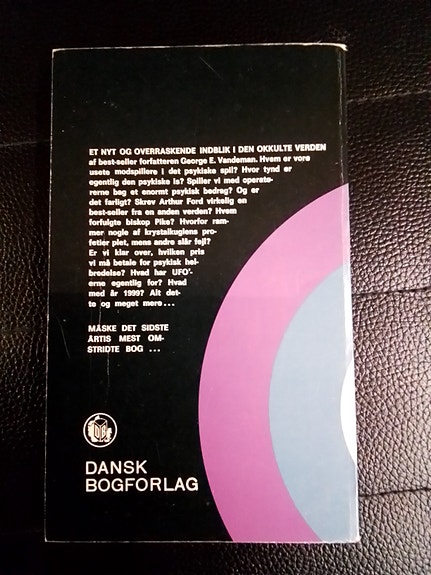 ET NYT OG OVERRASKENDE INDBLIK I DEN OKKULTE VERDEN
af best-seller forfatteren George E. Vandeman. Hvem er vore
usete modspillere i det psykiske spil? Hvor tynd er
egentlig den psykiske is? Spiller vi med operatø-
rerne bag et enormt psykisk bedrag? Og er
det farligt? Skrev Arthur Ford virkelig en
best-seller fra en anden verden? Hvem
forfulgte biskop Pike? Hvorfor ram-
mer nogle af krystalkuglens pro-
fetier plet, mens andre slår fejl?
Er vi klar over, hvilken pris
vi må betale for psykisk hel-
bredelse? Hvad har UFO'-
erne egentlig for? Hvad
med år 1999? Alt det-
te og meget mere...
MÅSKE DET SIDSTE
ÅRTIS MEST OM-
STRIDTE BOG ...
DANSK
BOGFORLAG